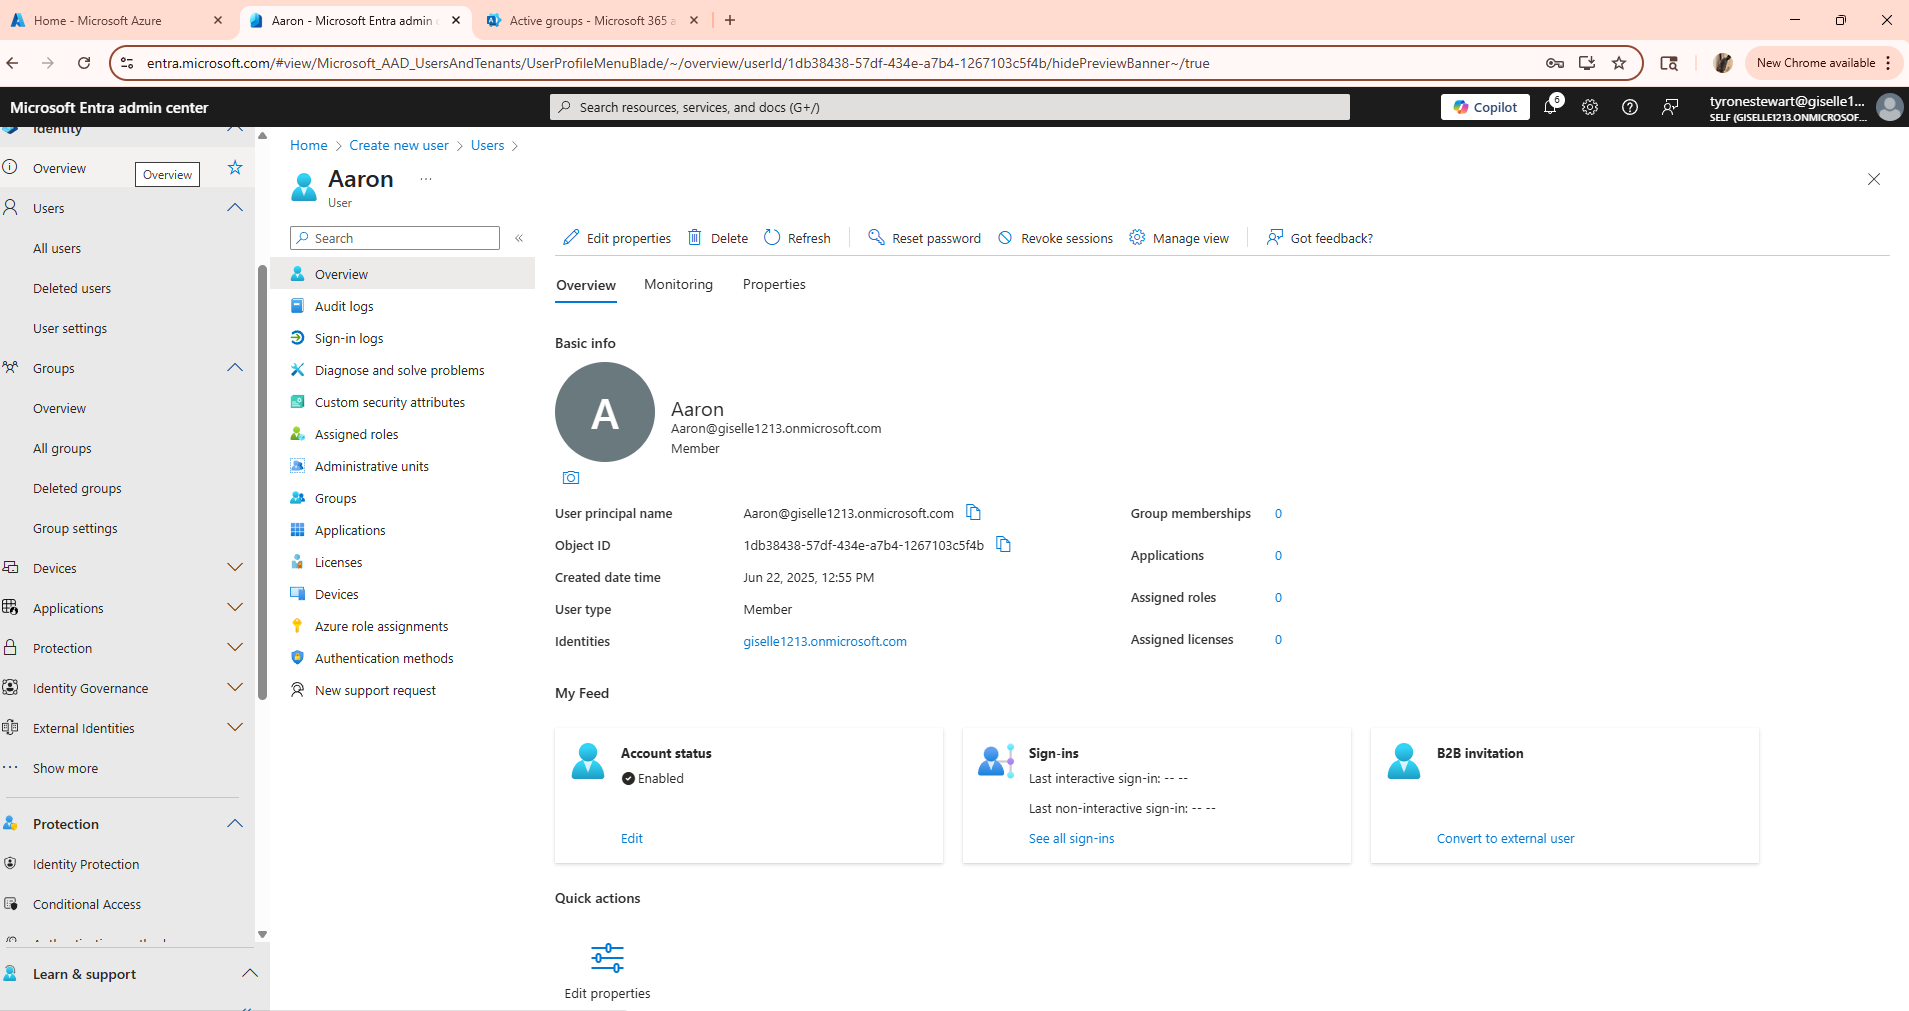 Home - Microsoft Azure
Aaron - Microsoft Entra admin c
Active groups - Microsoft 365 a
entra.microsoft.com/#view/Microsoft_AAD_UsersAndTenants/UserProfileMenuBlade/~/overview/userId/1db38438-57df-434e-a7b4-1267103c5f4b/hidePreviewBanner~/true
New Chrome available
Microsoft Entra admin center
Search resources, services, and docs (G+/)
Copilot
6
tyronestewart@giselle1...
SELF (GISELLE1213.ONMICROSOF...
Identity
Overview
Overview
Users
All users
Deleted users
User settings
Groups
Overview
All groups
Deleted groups
Group settings
Devices
Applications
Protection
Identity Governance
External Identities
Show more
Protection
Identity Protection
Conditional Access
Learn & support
Home > Create new user > Users >
Aaron ...
User
Search
Overview
Audit logs
Sign-in logs
Diagnose and solve problems
Custom security attributes
Assigned roles
Administrative units
Groups
Applications
Licenses
Devices
Azure role assignments
Authentication methods
New support request
Edit properties Delete Refresh Reset password Revoke sessions Manage view Got feedback?
Overview Monitoring Properties
Basic info
A
Aaron
Aaron@giselle1213.onmicrosoft.com
Member
User principal name Aaron@giselle1213.onmicrosoft.com
Object ID 1db38438-57df-434e-a7b4-1267103c5f4b
Created date time Jun 22, 2025, 12:55 PM
User type Member
Identities giselle1213.onmicrosoft.com
Group memberships 0
Applications 0
Assigned roles 0
Assigned licenses 0
My Feed
Account status
Enabled
Edit
Sign-ins
Last interactive sign-in: -- --
Last non-interactive sign-in: -- --
See all sign-ins
B2B invitation
Convert to external user
Quick actions
Edit properties